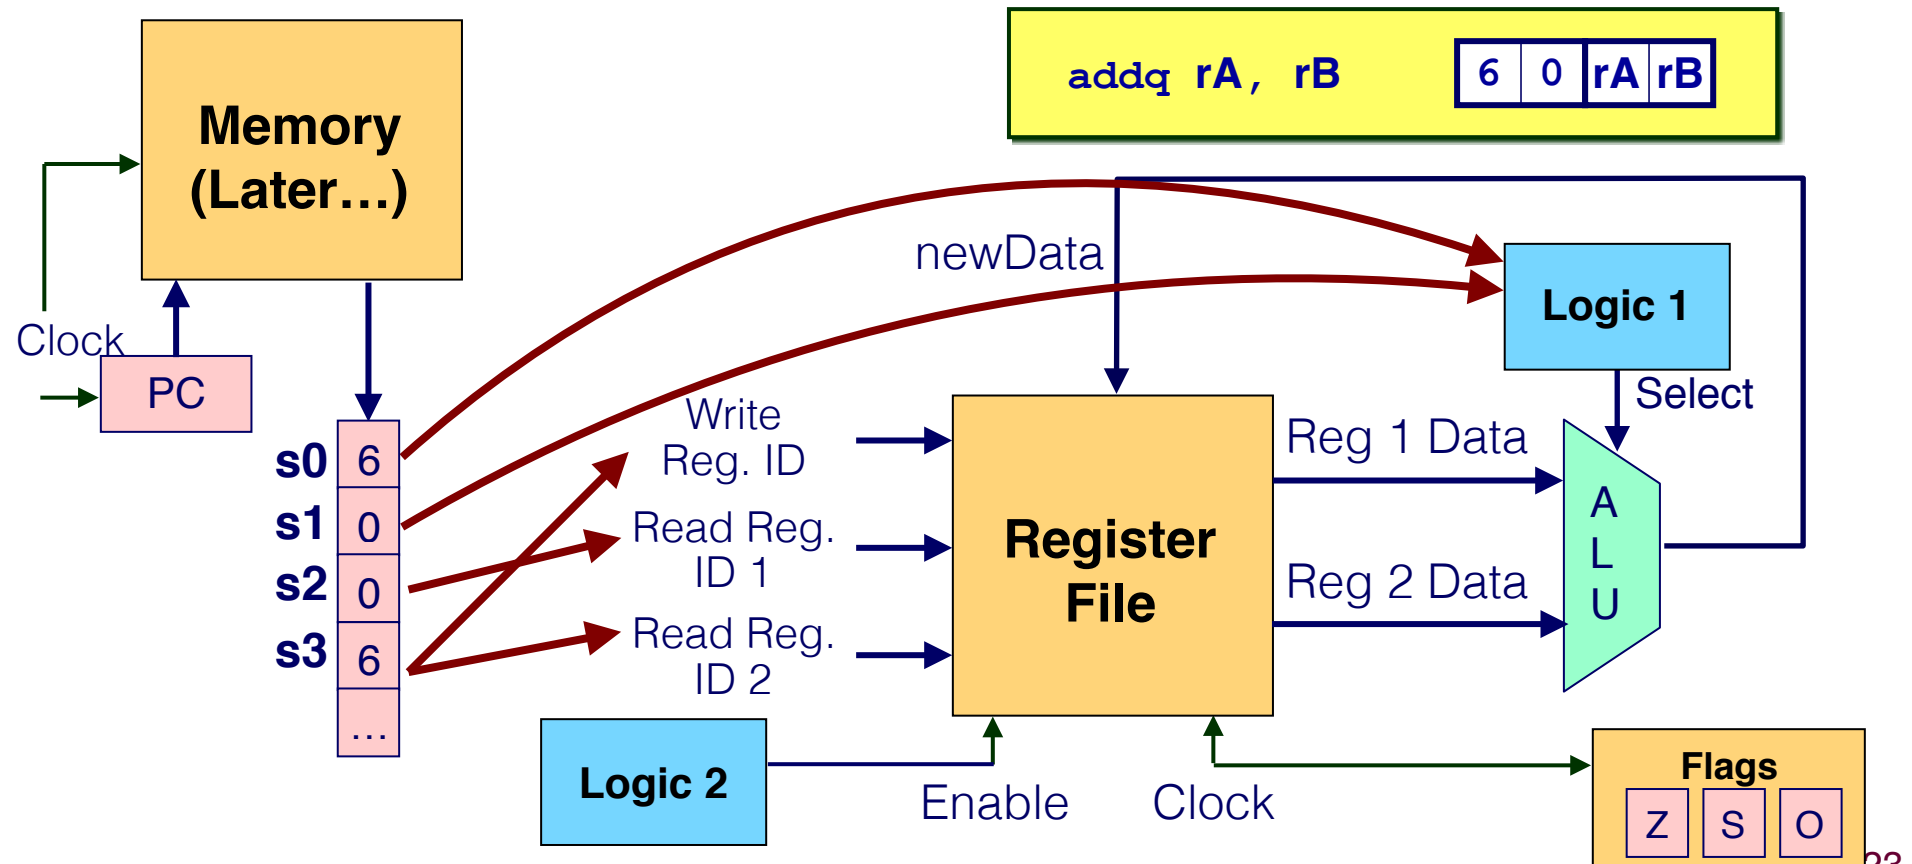 addq rA, rB
6 0 rA rB
Memory
(Later...)
newData
Logic 1
Clock
PC
Select
Write
Reg. ID
Reg 1 Data
s0 6
s1 0
s2 0
s3 6
...
Read Reg.
ID 1
Read Reg.
ID 2
Register
File
A
L
U
Reg 2 Data
Logic 2
Enable
Clock
Flags
Z S O
23